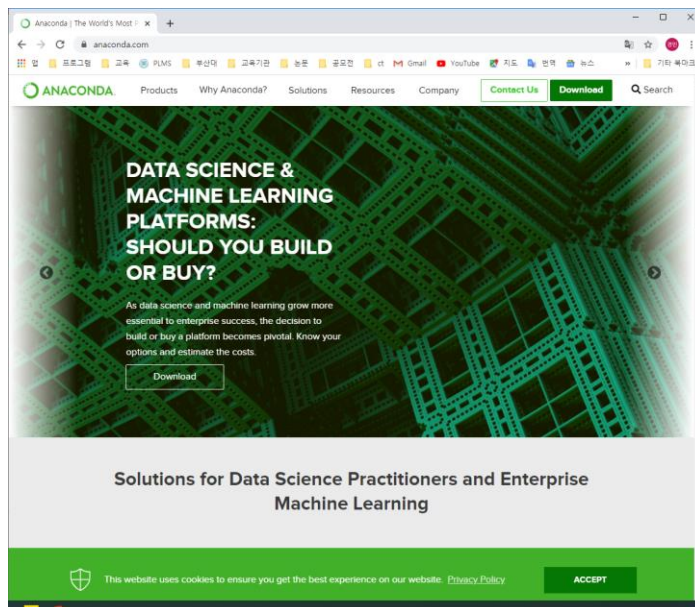 Anaconda | The World's Most P
anaconda.com
앱 프로그램 교육 PLMS 부산대 교육기관 논문 공모전 ct Gmail YouTube 지도 번역 뉴스 » 기타 북마크
ANACONDA. Products Why Anaconda? Solutions Resources Company Contact Us Download Search
DATA SCIENCE &
MACHINE LEARNING
PLATFORMS:
SHOULD YOU BUILD
OR BUY?
As data science and machine learning grow more
essential to enterprise success, the decision to
build or buy a platform becomes pivotal. Know your
options and estimate the costs.
Download
Solutions for Data Science Practitioners and Enterprise
Machine Learning
This website uses cookies to ensure you get the best experience on our website. Privacy Policy ACCEPT